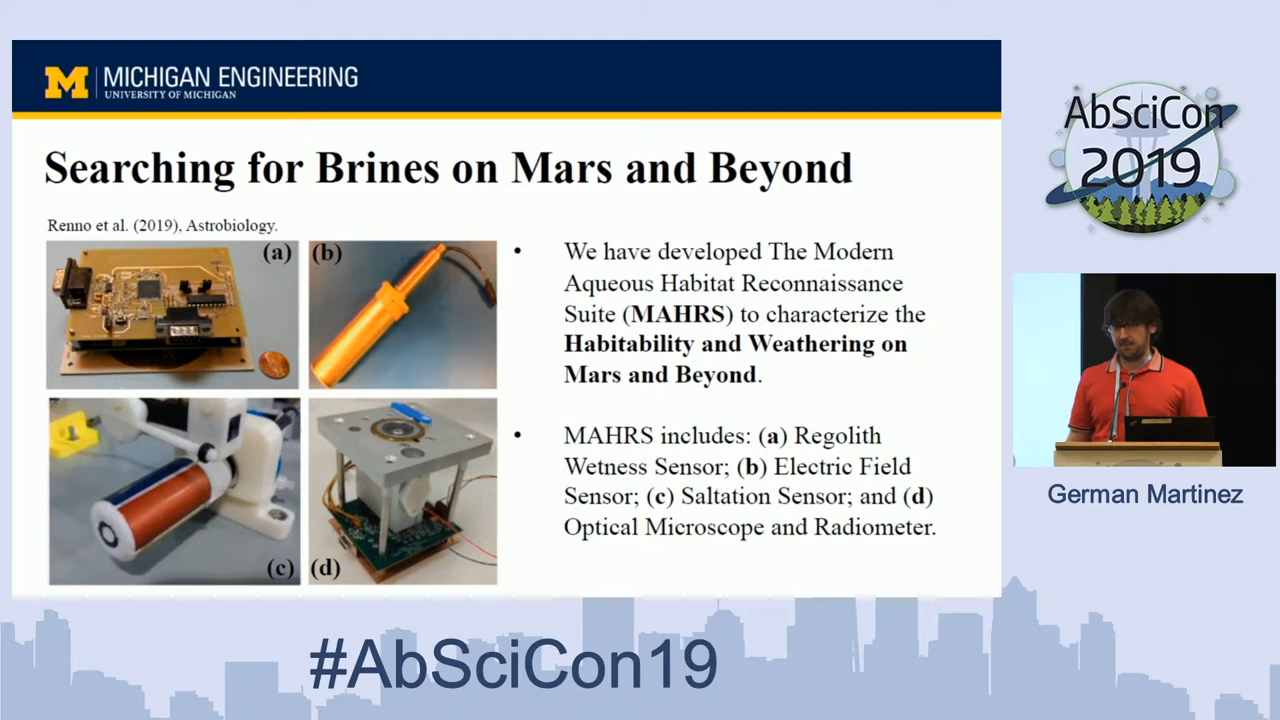 M | MICHIGAN ENGINEERING
UNIVERSITY OF MICHIGAN
Searching for Brines on Mars and Beyond
Renno et al. (2019), Astrobiology.
(a)
(b)
(c)
(d)
• We have developed The Modern
Aqueous Habitat Reconnaissance
Suite (MAHRS) to characterize the
Habitability and Weathering on
Mars and Beyond.
• MAHRS includes: (a) Regolith
Wetness Sensor; (b) Electric Field
Sensor; (c) Saltation Sensor; and (d)
Optical Microscope and Radiometer.
AbSciCon
2019
German Martinez
#AbSciCon19